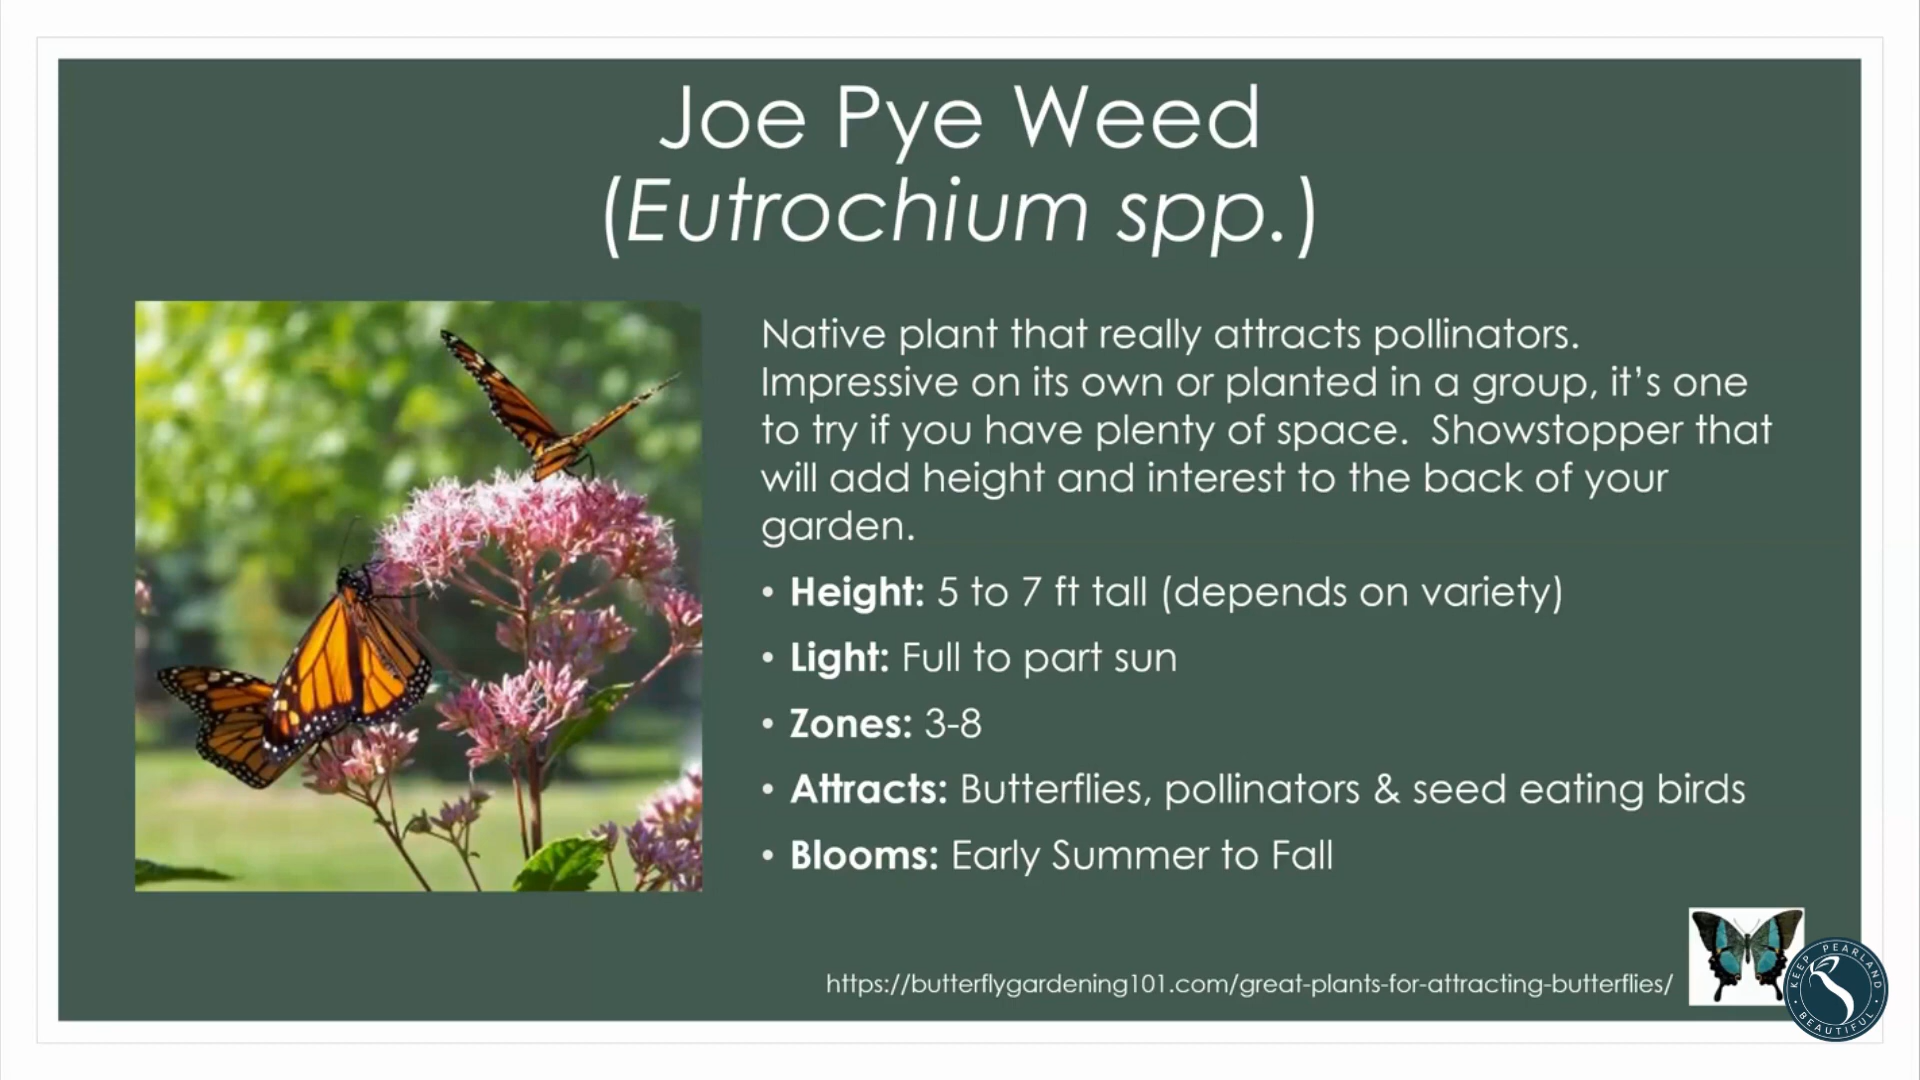 Joe Pye Weed
(Eutrochium spp.)
Native plant that really attracts pollinators.
Impressive on its own or planted in a group, it’s one
to try if you have plenty of space.  Showstopper that
will add height and interest to the back of your
garden.
• Height: 5 to 7 ft tall (depends on variety)
• Light: Full to part sun
• Zones: 3-8
• Attracts: Butterflies, pollinators & seed eating birds
• Blooms: Early Summer to Fall
https://butterflygardening101.com/great-plants-for-attracting-butterflies/
KEEP PEARLAND
BEAUTIFUL